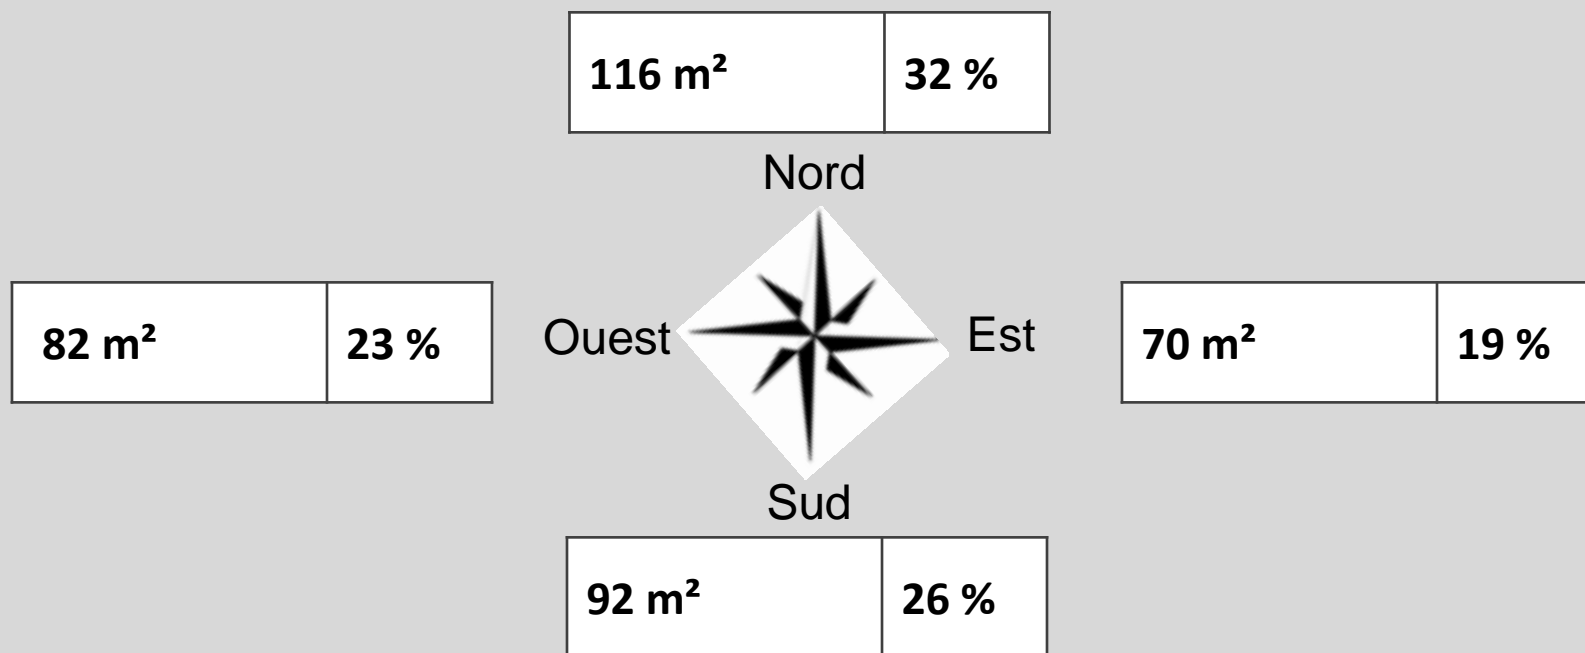 116 m² 32 %
Nord
82 m² 23 % Ouest Est 70 m² 19 %
Sud
92 m² 26 %